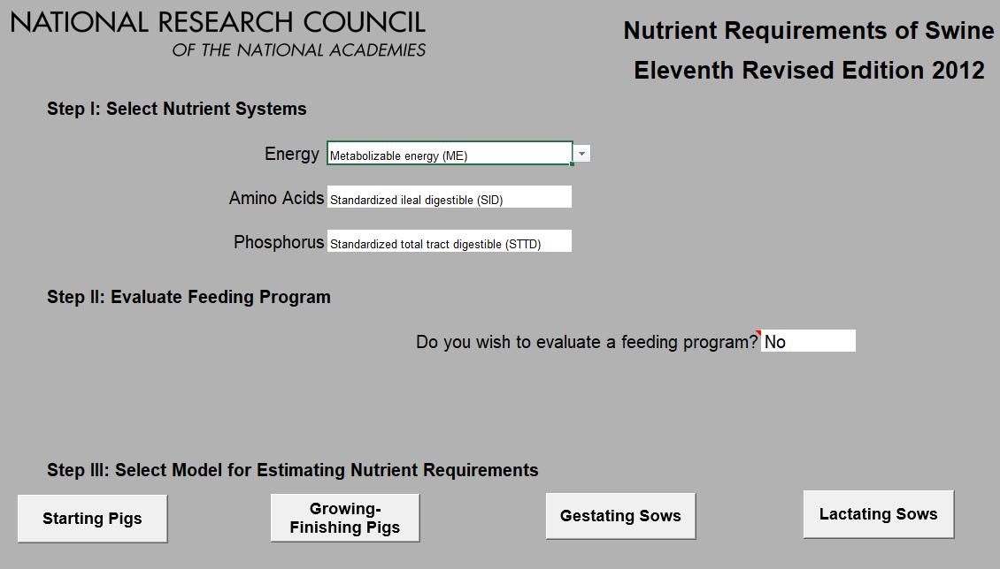 NATIONAL RESEARCH COUNCIL
OF THE NATIONAL ACADEMIES
Nutrient Requirements of Swine
Eleventh Revised Edition 2012
Step I: Select Nutrient Systems
Energy Metabolizable energy (ME)
Amino Acids Standardized ileal digestible (SID)
Phosphorus Standardized total tract digestible (STTD)
Step II: Evaluate Feeding Program
Do you wish to evaluate a feeding program? No
Step III: Select Model for Estimating Nutrient Requirements
Starting Pigs
Growing-
Finishing Pigs
Gestating Sows
Lactating Sows